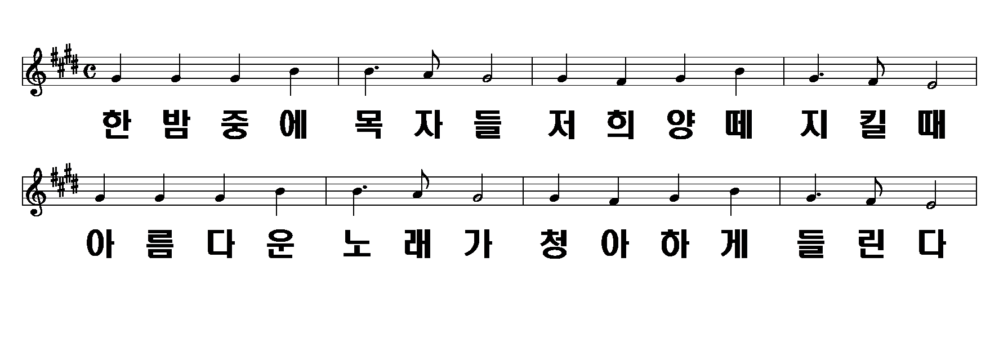 한 밤 중 에 목 자 들 저 희 양 떼 지 킬 때
아 름 다 운 노 래 가 청 아 하 게 들 린 다